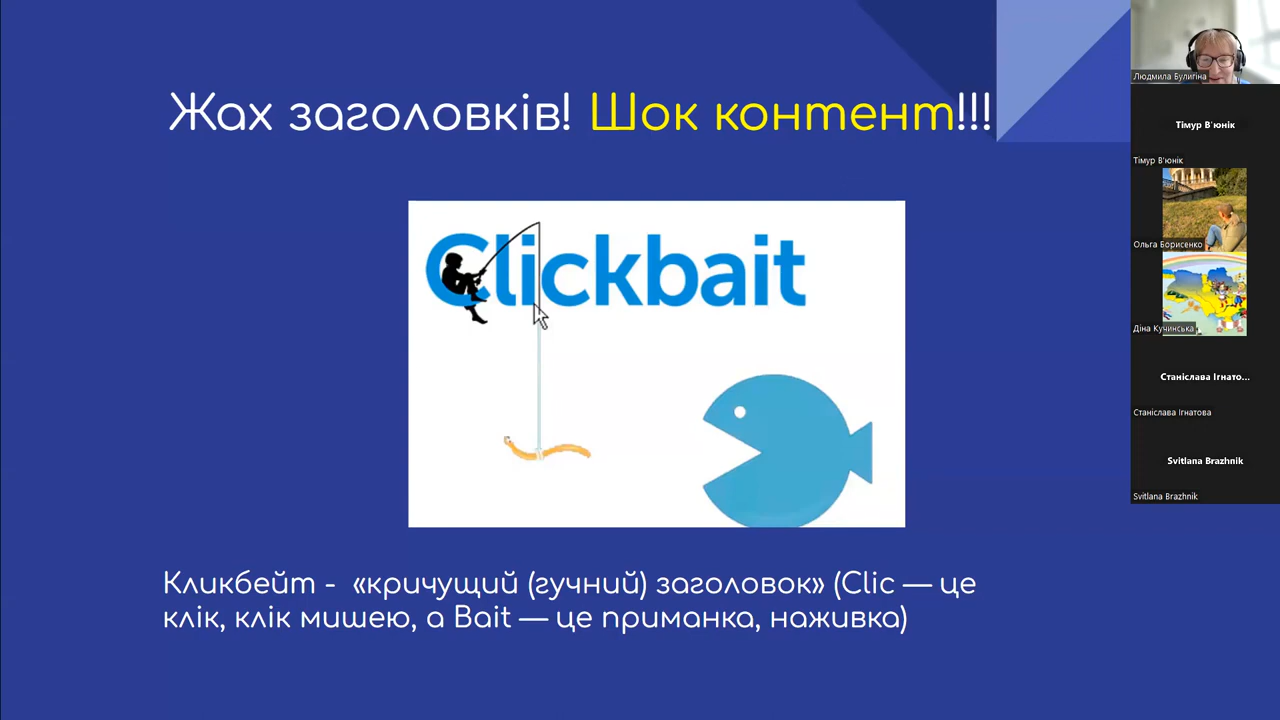 Жах заголовків! Шок контент!!!
Clickbait
Кликбейт - «кричущий (гучний) заголовок» (Clic — це
клік, клік мишею, а Bait — це приманка, наживка)
Людмила Булигіна
Тімур В'юнік
Тімур В'юнік
Ольга Борисенко
Діна Кучинська
Станіслава Ігнато...
Станіслава Ігнатова
Svitlana Brazhnik
Svitlana Brazhnik